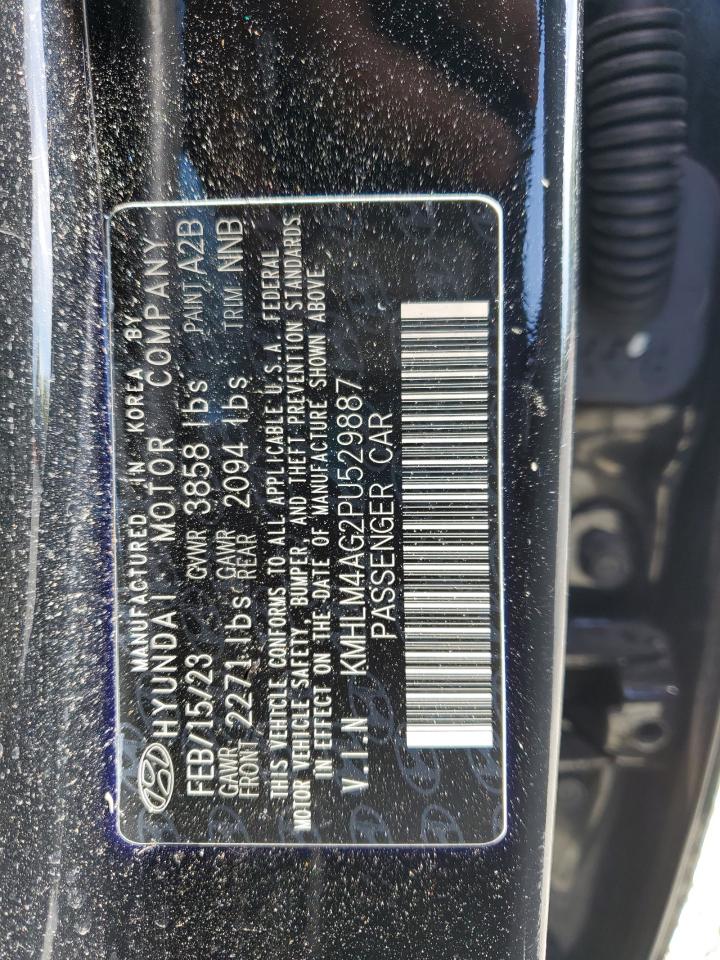 MANUFACTURED IN KOREA BY
HYUNDAI MOTOR COMPANY
FEB/15/23 GVWR 3858 lbs PAINT A2B
GAWR FRONT 2271 lbs GAWR REAR 2094 lbs TRIM NNB
THIS VEHICLE CONFORMS TO ALL APPLICABLE U.S.A. FEDERAL
MOTOR VEHICLE SAFETY, BUMPER, AND THEFT PREVENTION STANDARDS
IN EFFECT ON THE DATE OF MANUFACTURE SHOWN ABOVE
V.I.N KMHLM4AG2PU529887
PASSENGER CAR